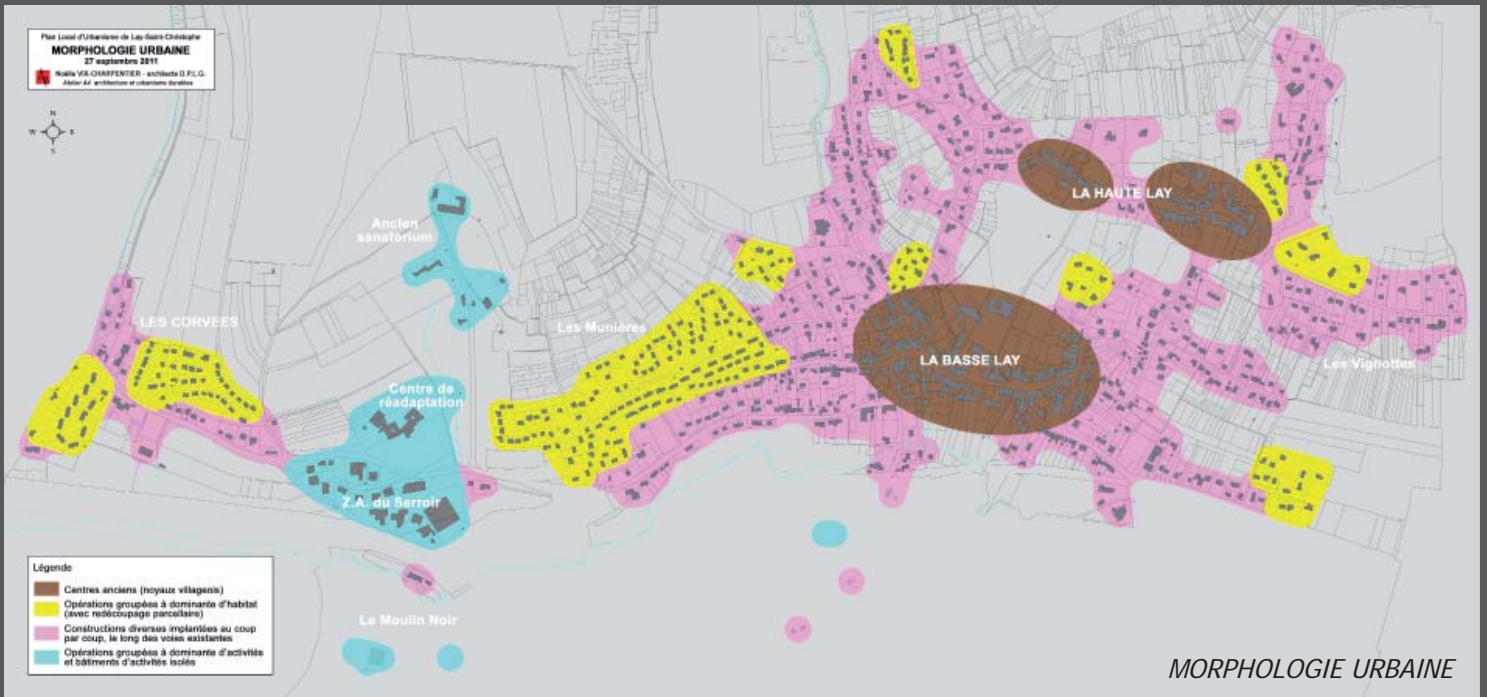 Plan Local d'Urbanisme de Lay-Saint-Christophe
MORPHOLOGIE URBAINE
27 septembre 2011
Noëlle VIX-CHARPENTIER - architecte D.P.L.G.
Atelier A4 architecture et urbanisme durables
N
W E
S
LA HAUTE LAY
Ancien
sanatorium
LES CORVEES
Les Munières
LA BASSE LAY
Les Vignottes
Centre de
réadaptation
Z.A. du Serroir
Le Moulin Noir
Légende
Centres anciens (noyaux villageois)
Opérations groupées à dominante d'habitat
(avec redécoupage parcellaire)
Constructions diverses implantées au coup
par coup, le long des voies existantes
Opérations groupées à dominante d'activités
et bâtiments d'activités isolés
MORPHOLOGIE URBAINE